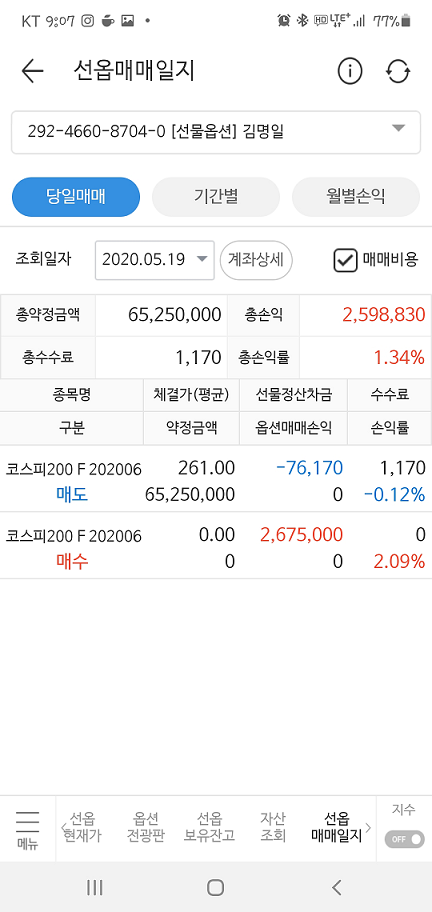 KT 9:07 HD LTE+ 77%
선옵매매일지
292-4660-8704-0 [선물옵션] 김명일
당일매매 기간별 월별손익
조회일자 2020.05.19 계좌상세 매매비용
총약정금액 65,250,000 총손익 2,598,830
총수수료 1,170 총손익률 1.34%
종목명 체결가(평균) 선물정산차금 수수료
구분 약정금액 옵션매매손익 손익률
코스피200 F 202006 261.00 -76,170 1,170
매도 65,250,000 0 -0.12%
코스피200 F 202006 0.00 2,675,000 0
매수 0 0 2.09%
선옵 옵션 선옵 자산 선옵 지수
메뉴 현재가 전광판 보유잔고 조회 매매일지 OFF